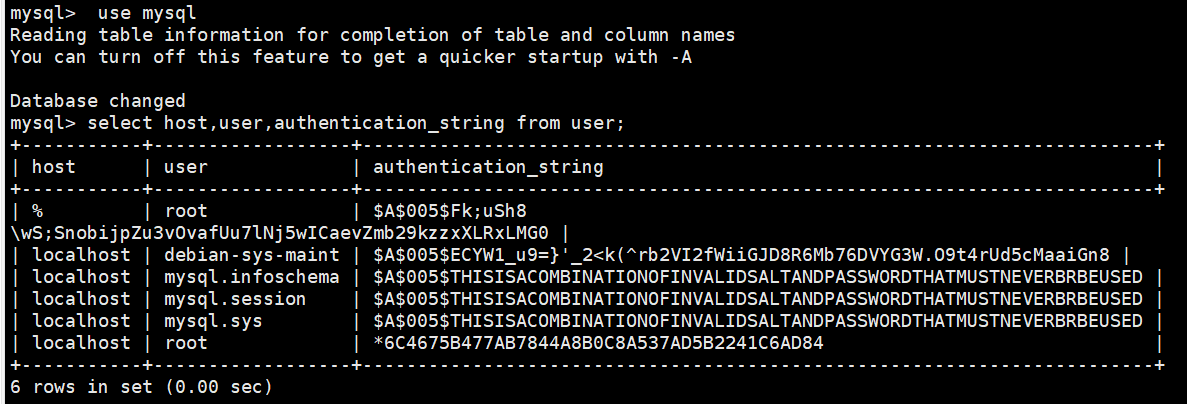 mysql>  use mysql
Reading table information for completion of table and column names
You can turn off this feature to get a quicker startup with -A

Database changed
mysql> select host,user,authentication_string from user;
+-----------+------------------+------------------------------------------------------------------------+
| host      | user             | authentication_string                                                  |
+-----------+------------------+------------------------------------------------------------------------+
| %         | root             | $A$005$Fk;uSh8
\wS;SnobijpZu3vOvafUu7lNj5wICaevZmb29kzzxXLRxLMG0 |
| localhost | debian-sys-maint | $A$005$ECYW1_u9=}'_2<k(^rb2VI2fWiiGJD8R6Mb76DVYG3W.O9t4rUd5cMaaiGn8 |
| localhost | mysql.infoschema | $A$005$THISISACOMBINATIONOFINVALIDSALTANDPASSWORDTHATMUSTNEVERBRBEUSED |
| localhost | mysql.session    | $A$005$THISISACOMBINATIONOFINVALIDSALTANDPASSWORDTHATMUSTNEVERBRBEUSED |
| localhost | mysql.sys        | $A$005$THISISACOMBINATIONOFINVALIDSALTANDPASSWORDTHATMUSTNEVERBRBEUSED |
| localhost | root             | *6C4675B477AB7844A8B0C8A537AD5B2241C6AD84                              |
+-----------+------------------+------------------------------------------------------------------------+
6 rows in set (0.00 sec)